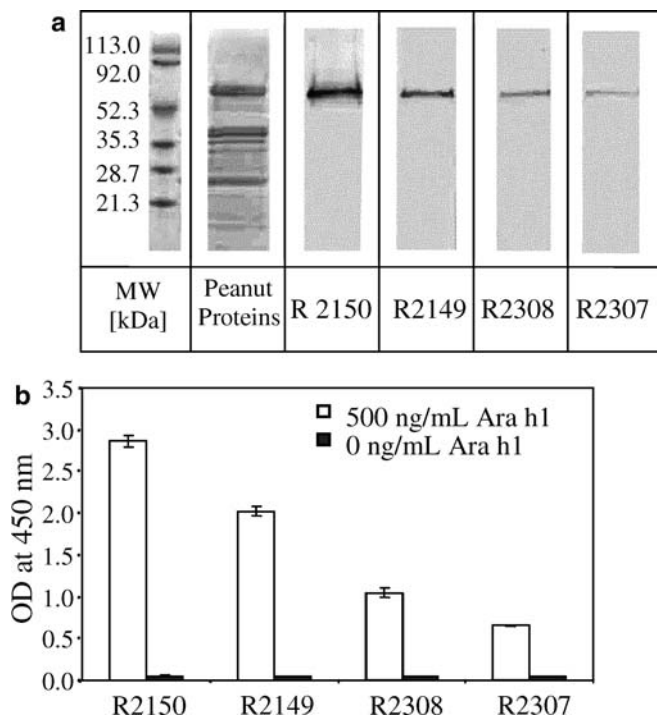 a
113.0
92.0
52.3
35.3
28.7
21.3
MW
[kDa]
Peanut
Proteins
R 2150
R2149
R2308
R2307
b
OD at 450 nm
3.5
3.0
2.5
2.0
1.5
1.0
0.5
0.0
500 ng/mL Ara h1
0 ng/mL Ara h1
R2150
R2149
R2308
R2307